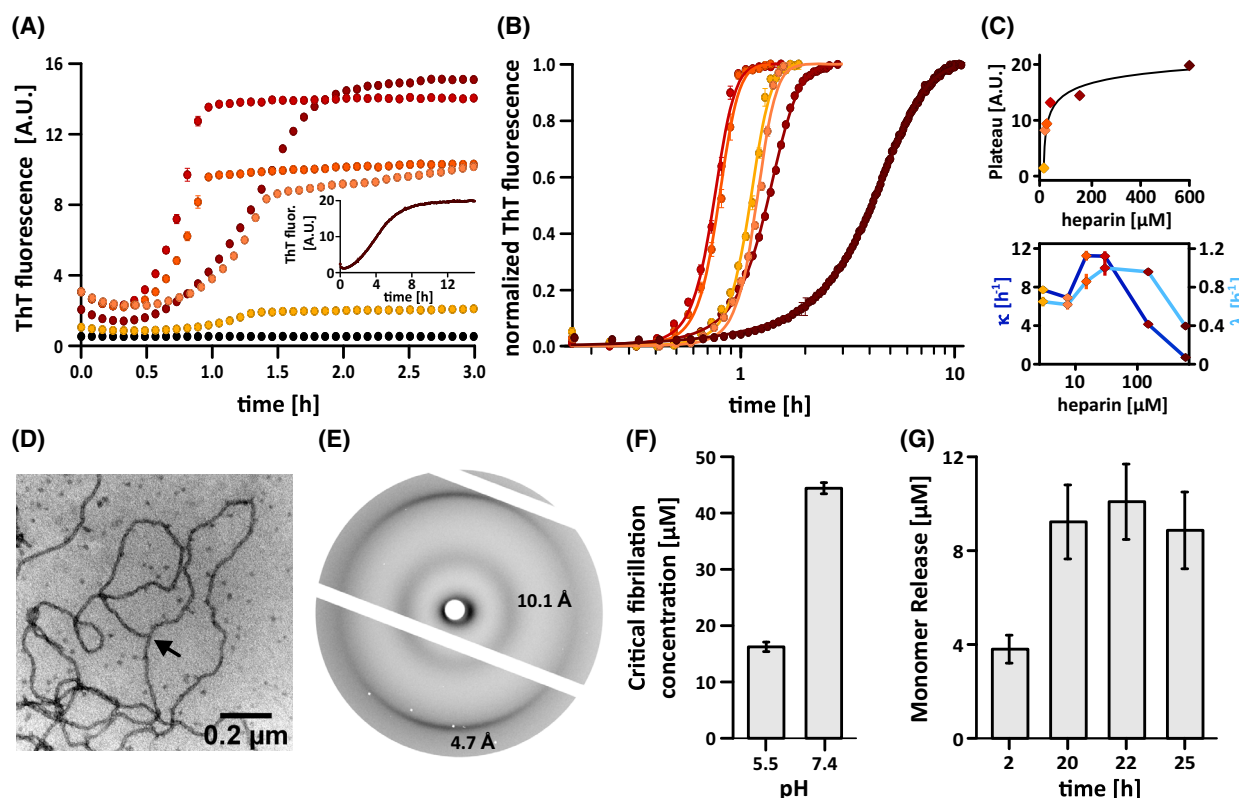 (A)
ThT fluorescence [A.U.]
16
12
8
4
0
0.0 0.5 1.0 1.5 2.0 2.5 3.0
time [h]
ThT fluor.
[A.U.]
20
10
0
0 4 8 12
time [h]
(B)
normalized ThT fluorescence
1.0
0.8
0.6
0.4
0.2
0.0
1 10
time [h]
(C)
Plateau [A.U.]
20
10
0
0 150 300 450 600
heparin [µM]
κ [h⁻¹]
12
8
4
0
1.2
0.8
0.4
0
[h⁻¹]
10 100
heparin [µM]
(D)
0.2 µm
(E)
10.1 Å
4.7 Å
(F)
Critical fibrillation
concentration [µM]
50
40
30
20
10
0
5.5 7.4
pH
(G)
Monomer Release [µM]
12
8
4
0
2 20 22 25
time [h]